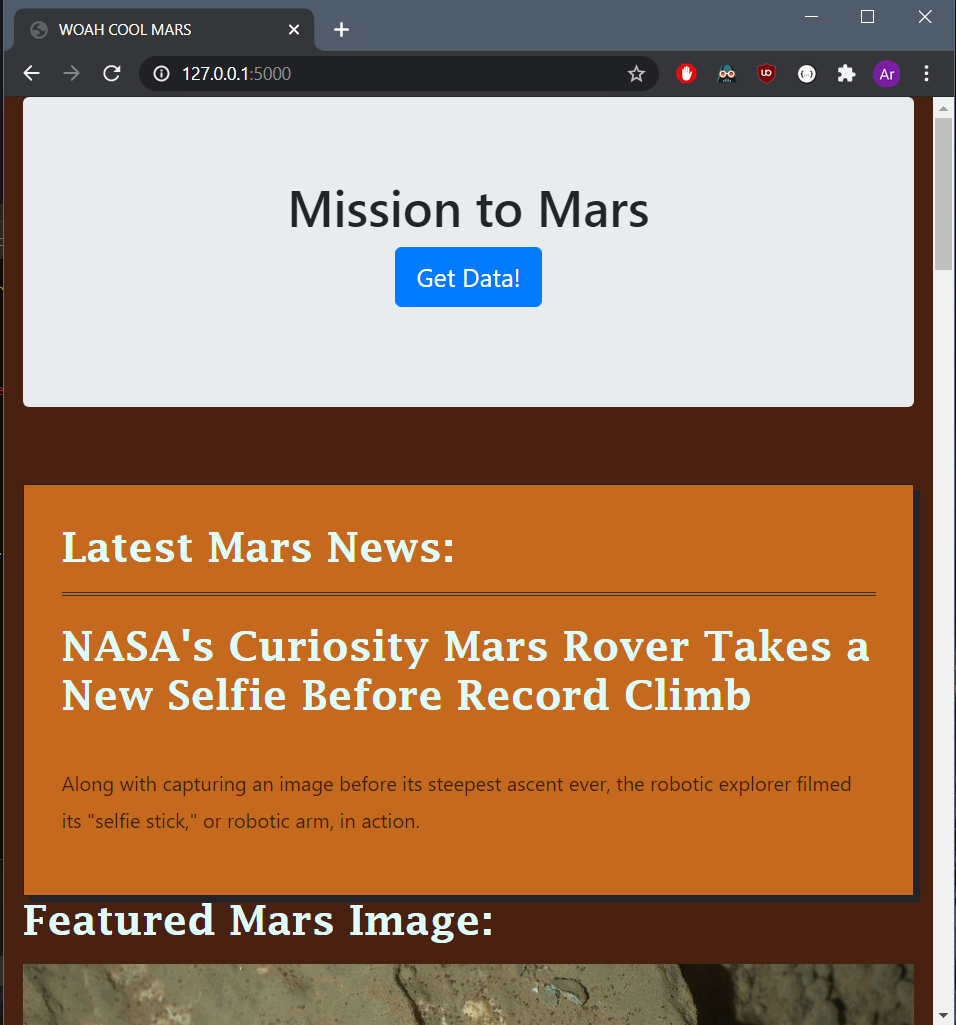 WOAH COOL MARS
127.0.0.1:5000
Ar
Mission to Mars
Get Data!
Latest Mars News:
NASA's Curiosity Mars Rover Takes a
New Selfie Before Record Climb
Along with capturing an image before its steepest ascent ever, the robotic explorer filmed
its "selfie stick," or robotic arm, in action.
Featured Mars Image: